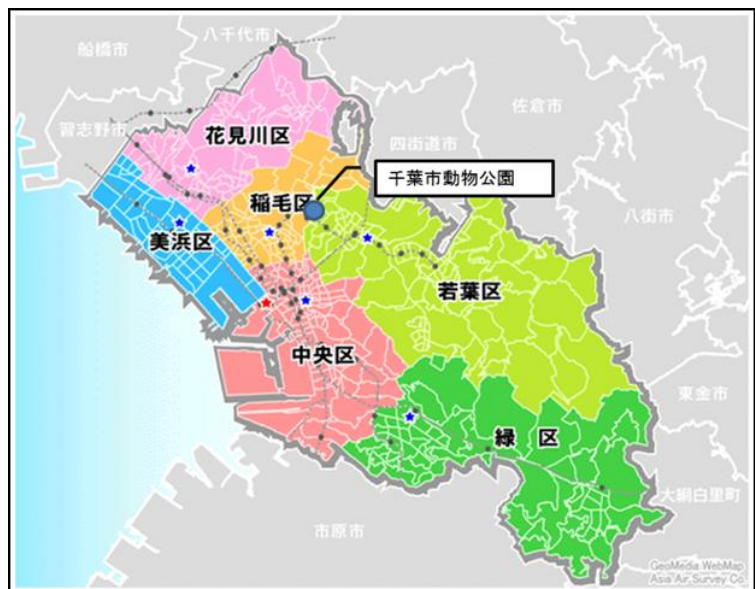 八千代市
船橋市
佐倉市
習志野市
花見川区
四街道市
千葉市動物公園
稲毛区
八街市
美浜区
若葉区
中央区
東金市
緑 区
大網白里町
市原市
GeoMedia WebMap
Asia Air Survey Co.